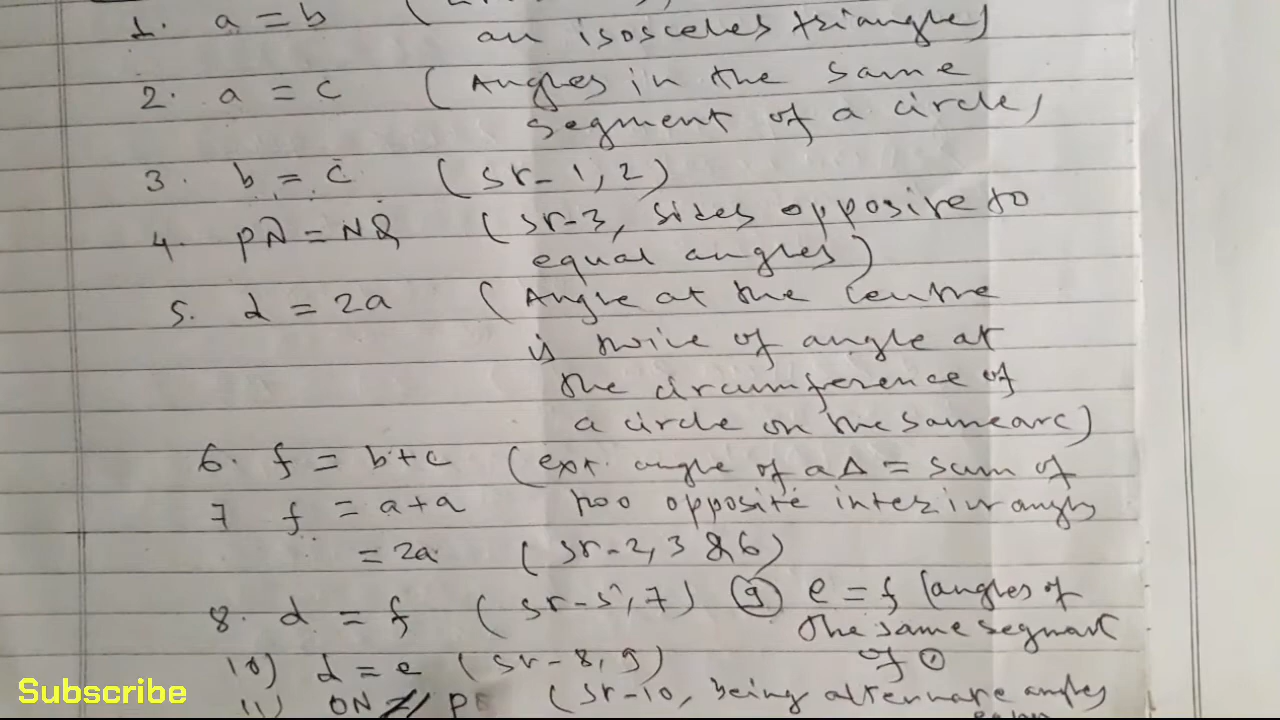 1. a = b (
an isosceles triangle)
2. a = c (Angles in the same
segment of a circle)
3. b = c (sr-1, 2)
4. PN = NQ (sr-3, sides opposite to
equal angles)
5. d = 2a (Angle at the centre
is twice of angle at
the circumference of
a circle on the same arc)
6. f = b+c (ext. angle of a Δ = sum of
7 f = a+a two opposite interior angles
= 2a (sr-2, 3 & 6)
8. d = f (sr-5, 7) (9) e = f (angles of
the same segment
of ⊙
10) d = e (sr-8, 9)
11) ON // P (sr-10, being alternate angles
Subscribe